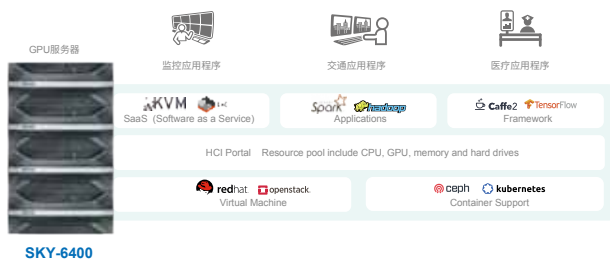 GPU服务器
监控应用程序
交通应用程序
医疗应用程序
KVM
SaaS (Software as a Service)
Spark hadoop
Applications
Caffe2 TensorFlow
Framework
HCI Portal Resource pool include CPU, GPU, memory and hard drives
redhat. openstack.
Virtual Machine
ceph kubernetes
Container Support
SKY-6400